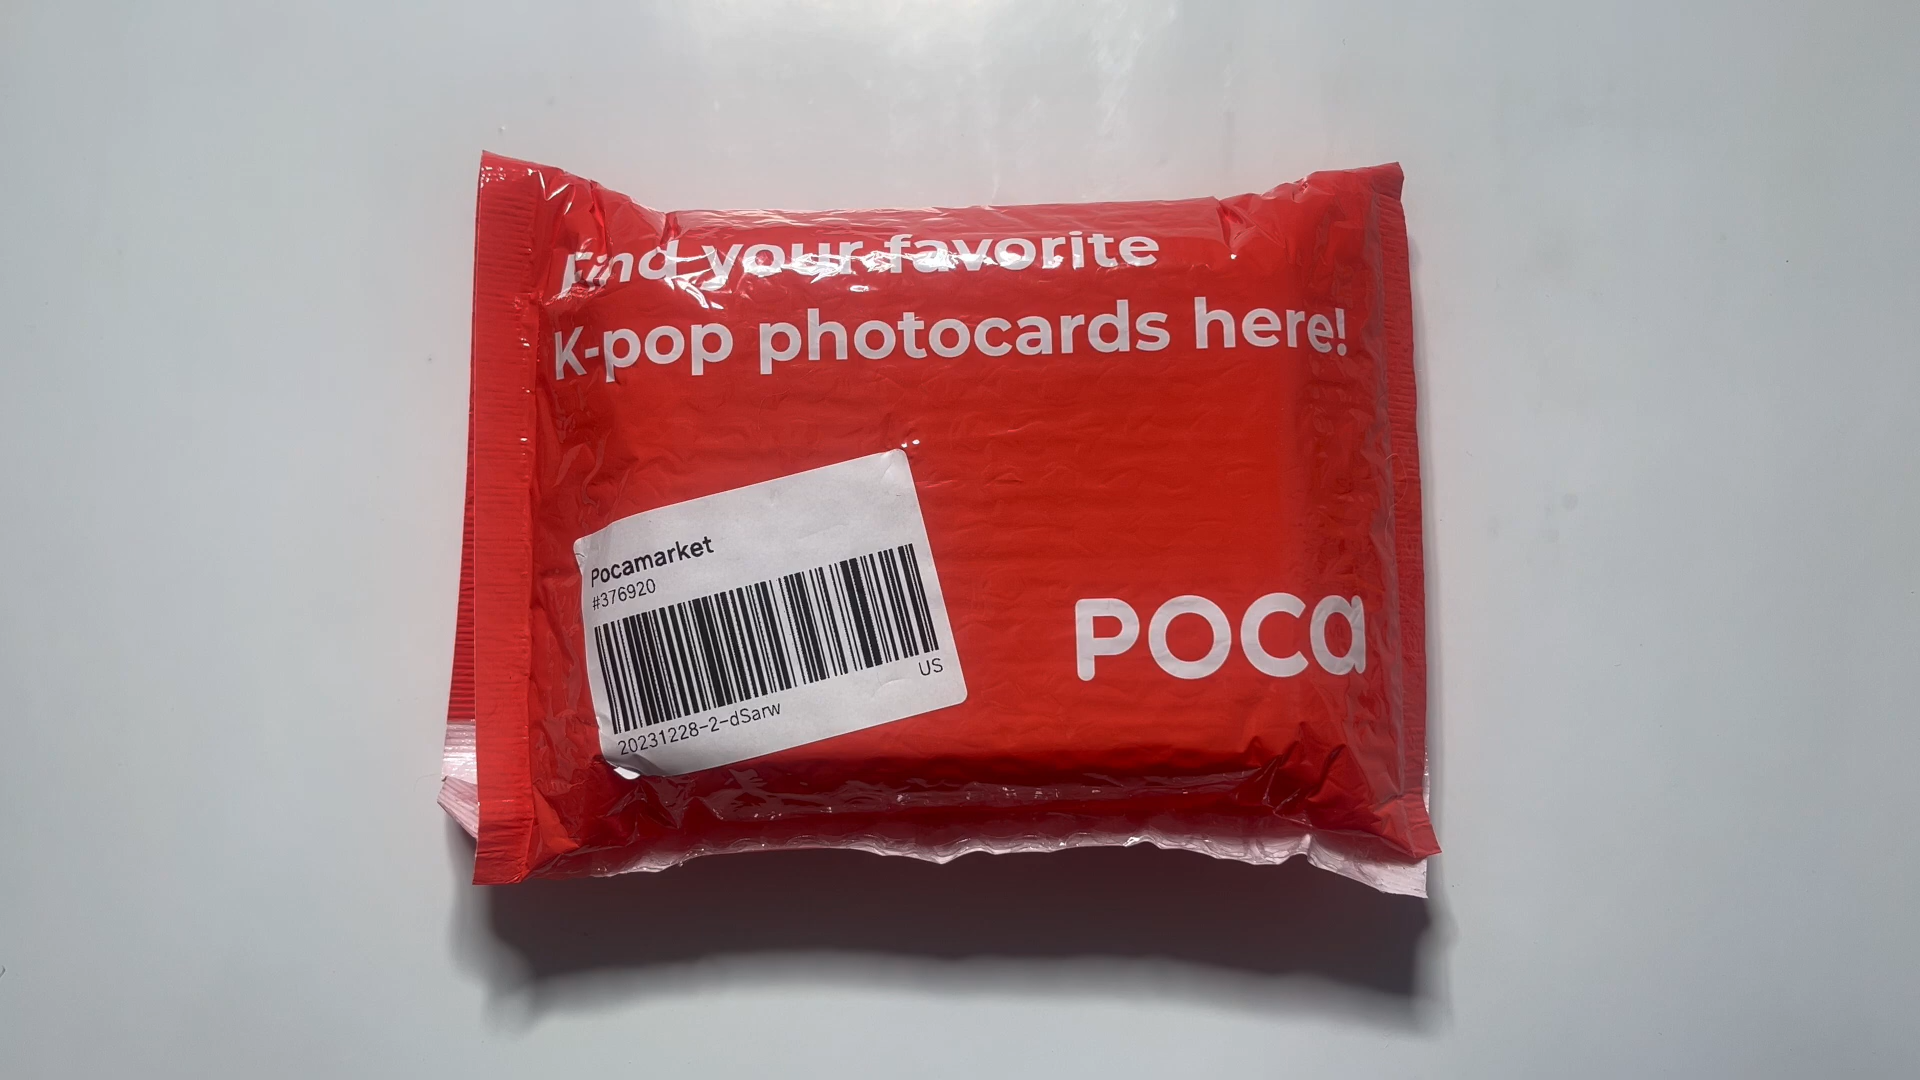 Find your favorite
K-pop photocards here!
Pocamarket
#376920
US
20231228-2-dSarw
POCA